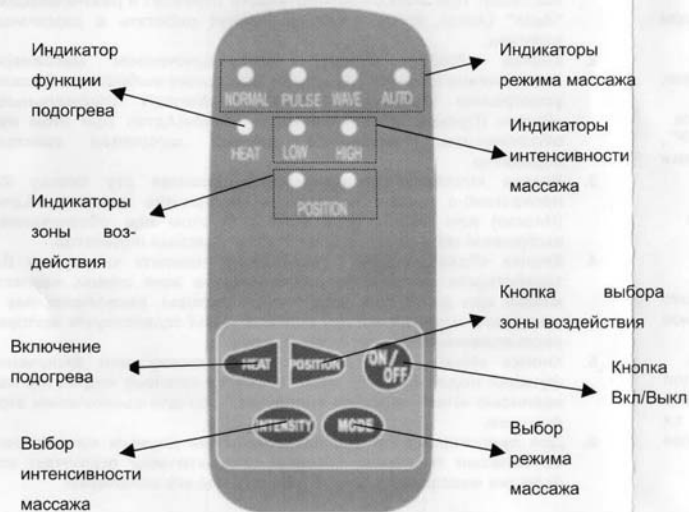 Индикатор
функции
подогрева
Индикаторы
режима массажа
NORMAL PULSE WAVE AUTO
HEAT LOW HIGH
Индикаторы
интенсивности
массажа
POSITION
Индикаторы
зоны воз-
действия
Кнопка выбора
зоны воздействия
Включение
подогрева
HEAT POSITION ON/OFF
Кнопка
Вкл/Выкл
INTENSITY MODE
Выбор
интенсивности
массажа
Выбор
режима
массажа